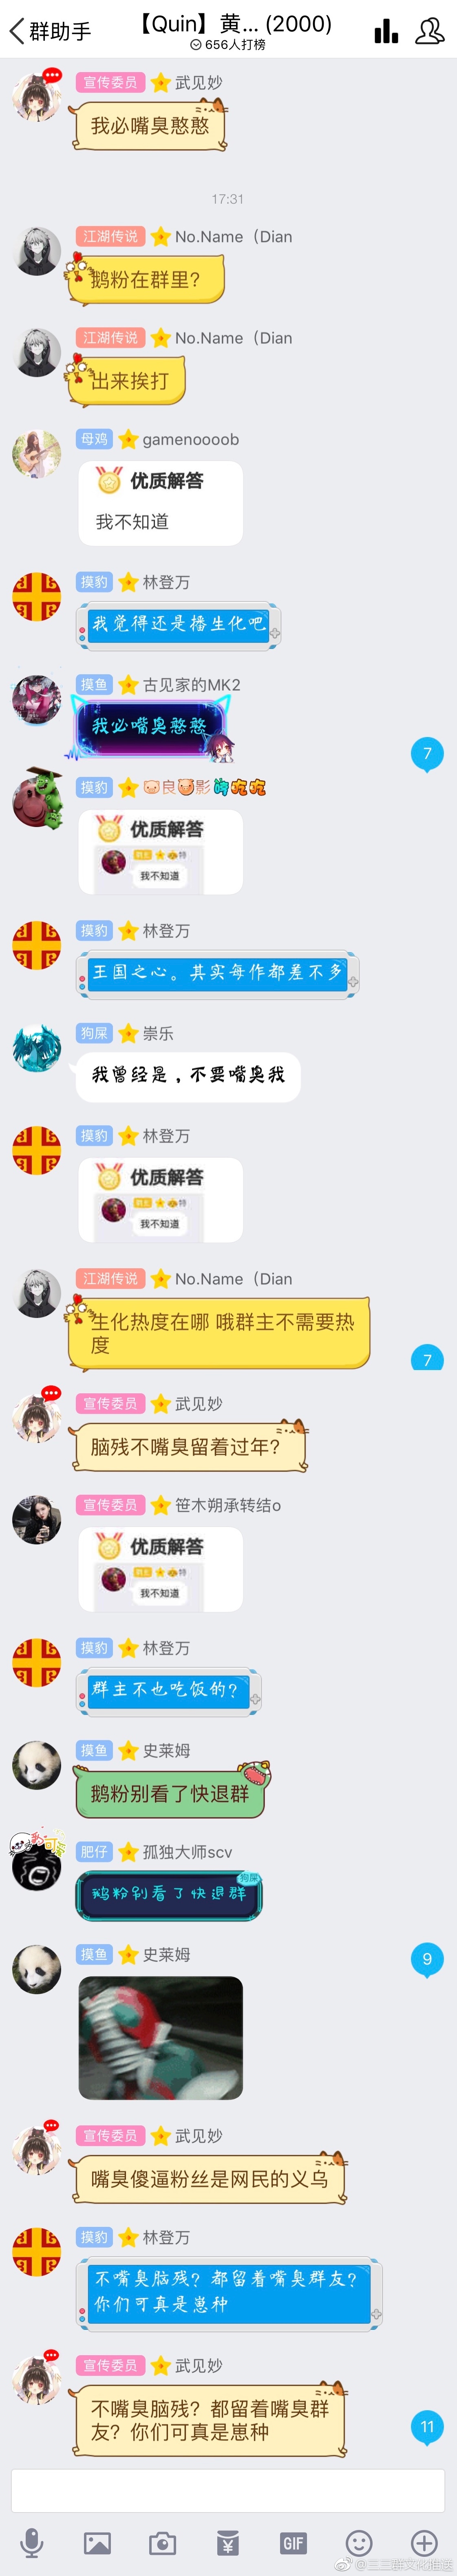 群助手
【Quin】黄... (2000)
656人打榜
宣传委员 武见妙
我必嘴臭憨憨
17:31
江湖传说 No.Name（Dian
鹅粉在群里？
江湖传说 No.Name（Dian
出来挨打
母鸡 gamenoooob
优质解答
我不知道
摸豹 林登万
我觉得还是播生化吧
摸鱼 古见家的MK2
我必嘴臭憨憨
7
摸豹 良影
优质解答
我不知道
摸豹 林登万
王国之心。其实每作都差不多
狗屎 崇乐
我曾经是，不要嘴臭我
摸豹 林登万
优质解答
我不知道
江湖传说 No.Name（Dian
生化热度在哪 哦群主不需要热
度
7
宣传委员 武见妙
脑残不嘴臭留着过年？
宣传委员 笹木朔承转结o
优质解答
我不知道
摸豹 林登万
群主不也吃饭的？
摸鱼 史莱姆
鹅粉别看了快退群
肥仔 孤独大师scv
狗屎
鹅粉别看了快退群
摸鱼 史莱姆
9
宣传委员 武见妙
嘴臭傻逼粉丝是网民的义乌
摸豹 林登万
不嘴臭脑残？都留着嘴臭群友？
你们可真是崽种
宣传委员 武见妙
不嘴臭脑残？都留着嘴臭群
友？你们可真是崽种
11
GIF
@三三群文化推送